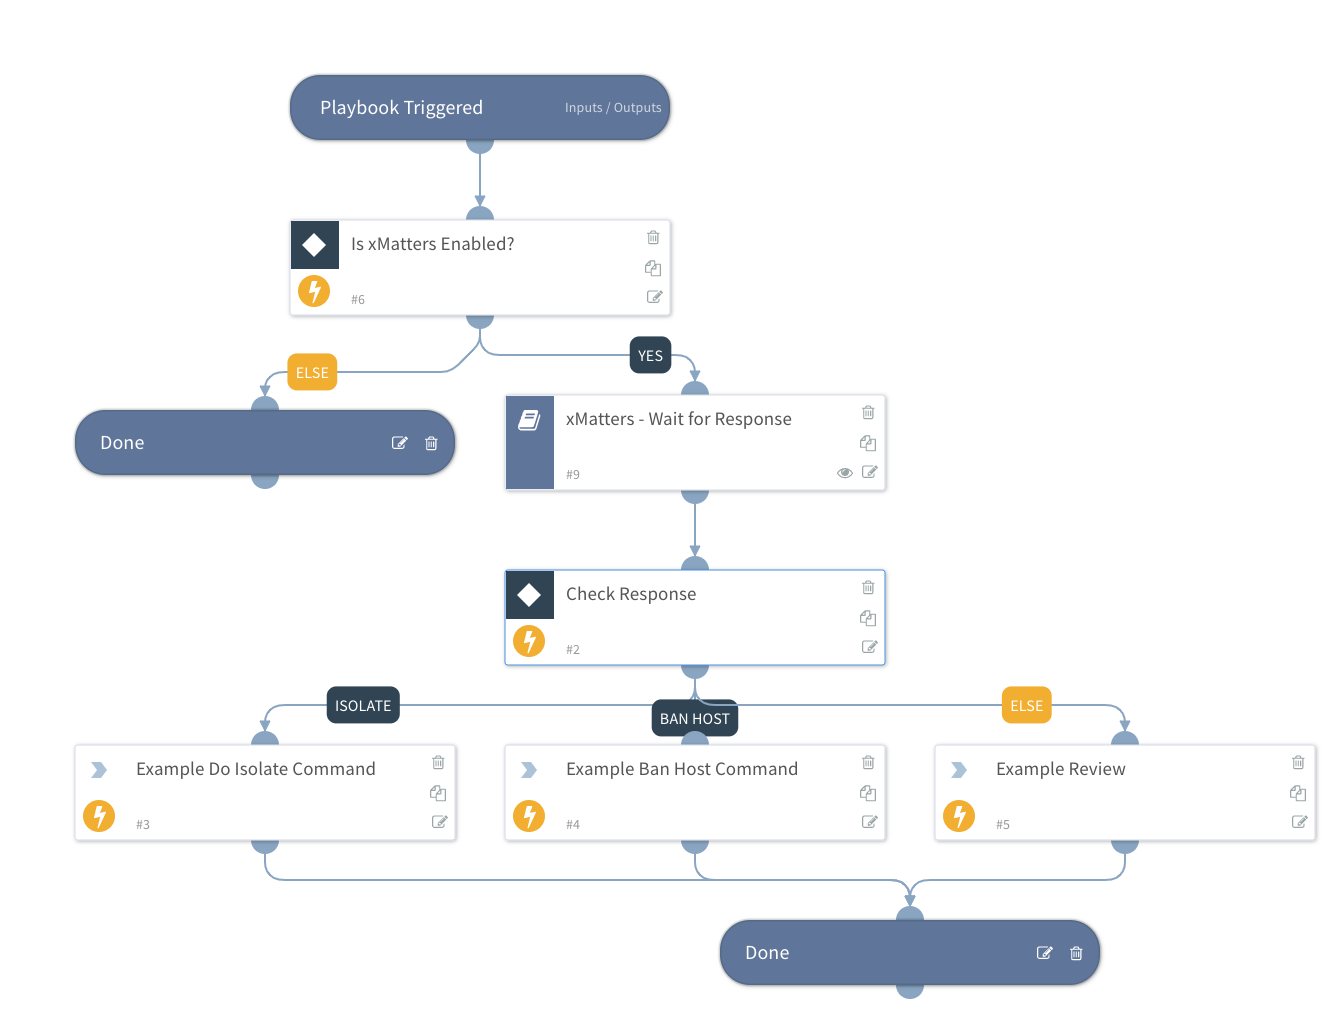 Playbook Triggered
Inputs / Outputs
Is xMatters Enabled?
#6
ELSE
YES
Done
xMatters - Wait for Response
#9
Check Response
#2
ISOLATE
BAN HOST
ELSE
Example Do Isolate Command
#3
Example Ban Host Command
#4
Example Review
#5
Done